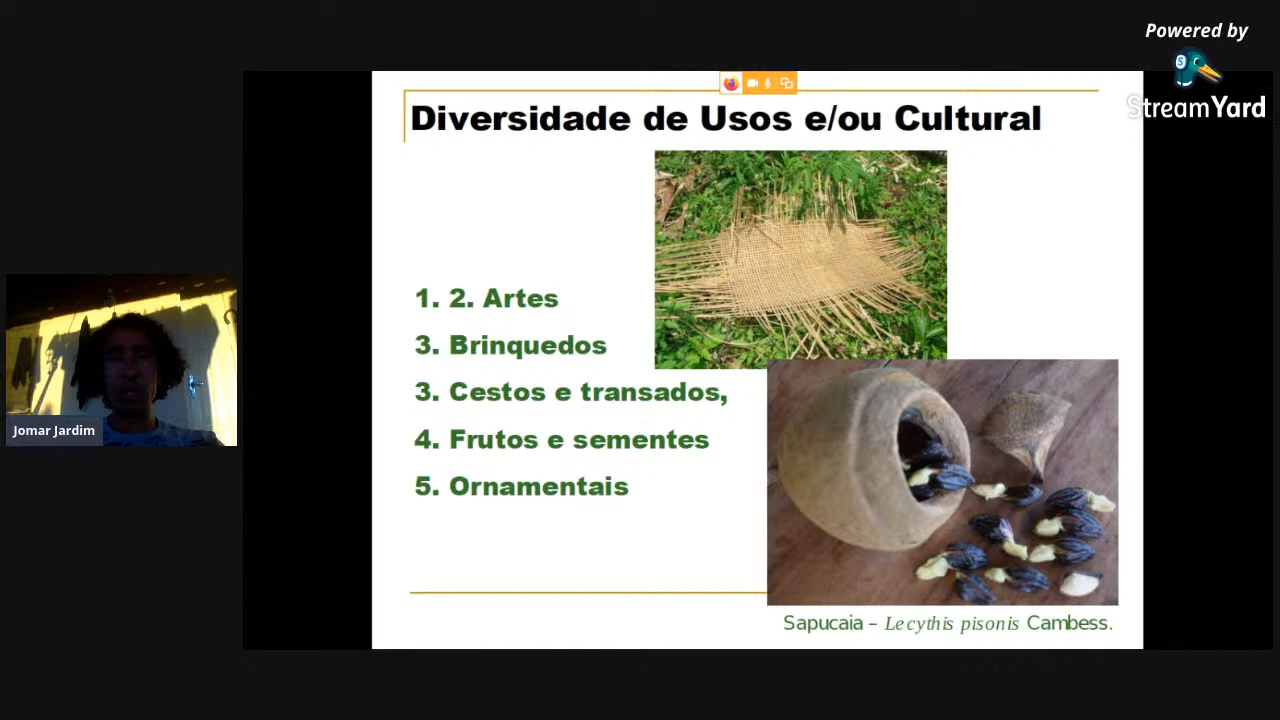 Powered by
StreamYard
Diversidade de Usos e/ou Cultural
1. 2. Artes
3. Brinquedos
3. Cestos e transados,
4. Frutos e sementes
5. Ornamentais
Jomar Jardim
Sapucaia – Lecythis pisonis Cambess.